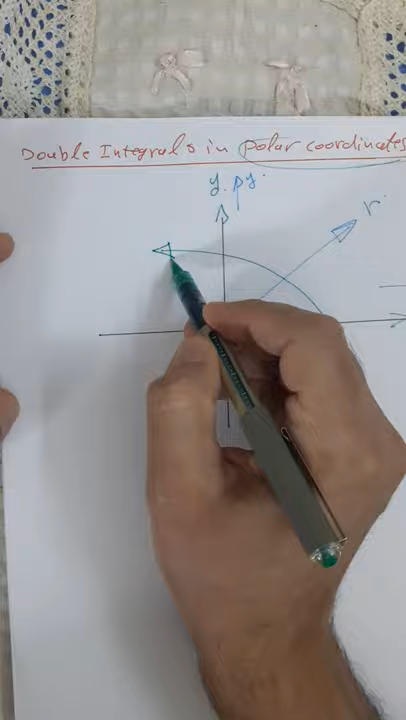 Double Integrals in polar coordinates
y. py.
r.